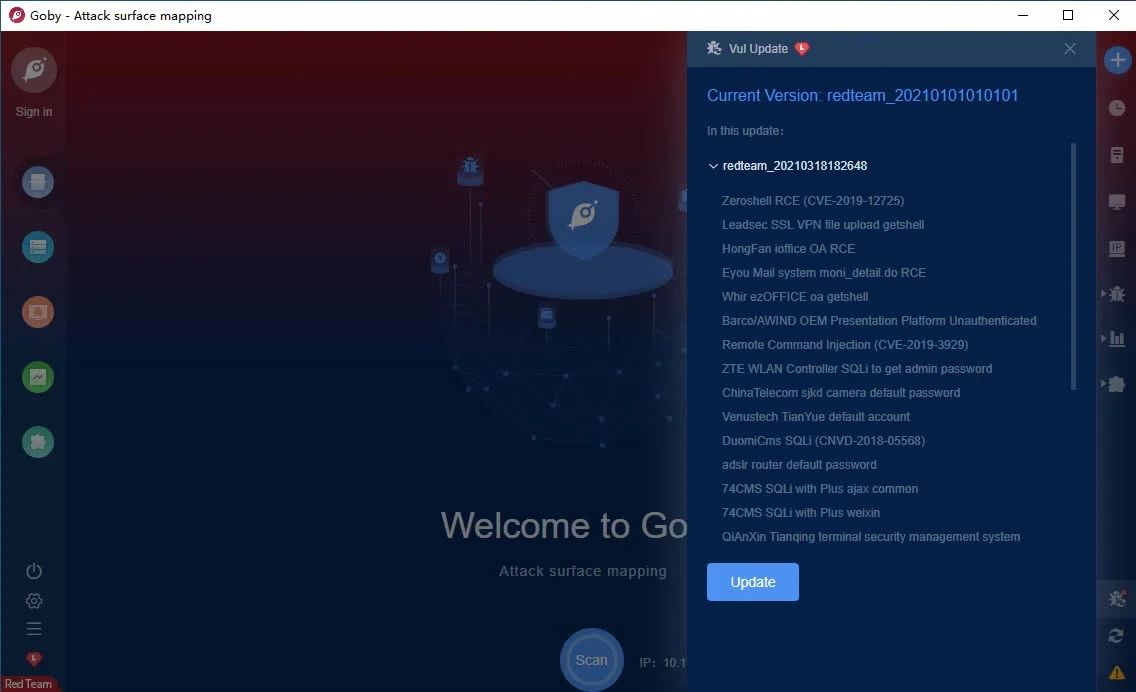 Goby - Attack surface mapping
Sign in
Red Team
Welcome to Go
Attack surface mapping
Scan
IP: 10.1
Vul Update
Current Version: redteam_20210101010101
In this update:
redteam_20210318182648
Zeroshell RCE (CVE-2019-12725)
Leadsec SSL VPN file upload getshell
HongFan ioffice OA RCE
Eyou Mail system moni_detail.do RCE
Whir ezOFFICE oa getshell
Barco/AWIND OEM Presentation Platform Unauthenticated
Remote Command Injection (CVE-2019-3929)
ZTE WLAN Controller SQLi to get admin password
ChinaTelecom sjkd camera default password
Venustech TianYue default account
DuomiCms SQLi (CNVD-2018-05568)
adslr router default password
74CMS SQLi with Plus ajax common
74CMS SQLi with Plus weixin
QiAnXin Tianqing terminal security management system
Update
IP